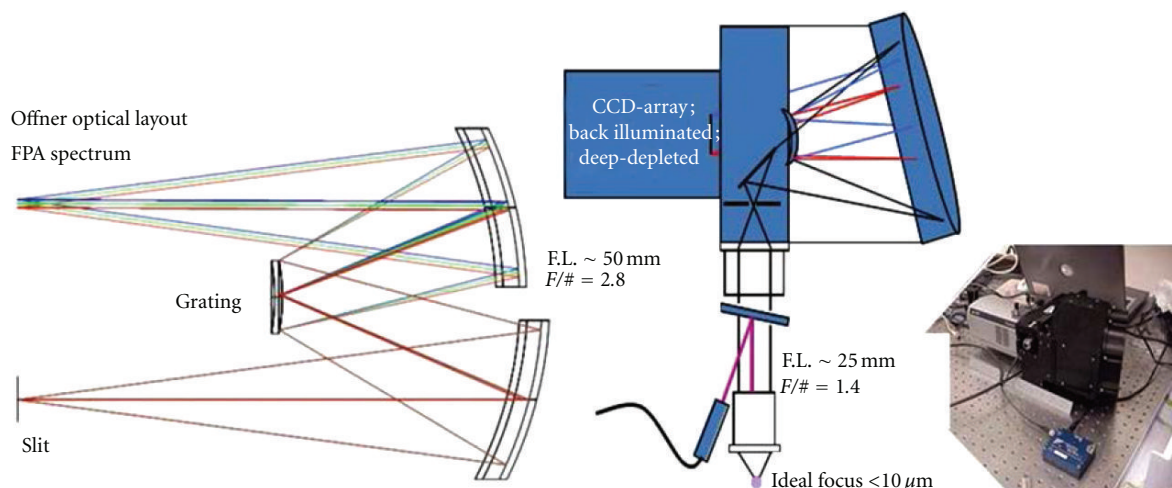 Offner optical layout
FPA spectrum
Grating
Slit
F.L. ∼ 50 mm
F/# = 2.8
CCD-array;
back illuminated;
deep-depleted
F.L. ∼ 25 mm
F/# = 1.4
Ideal focus <10 μm